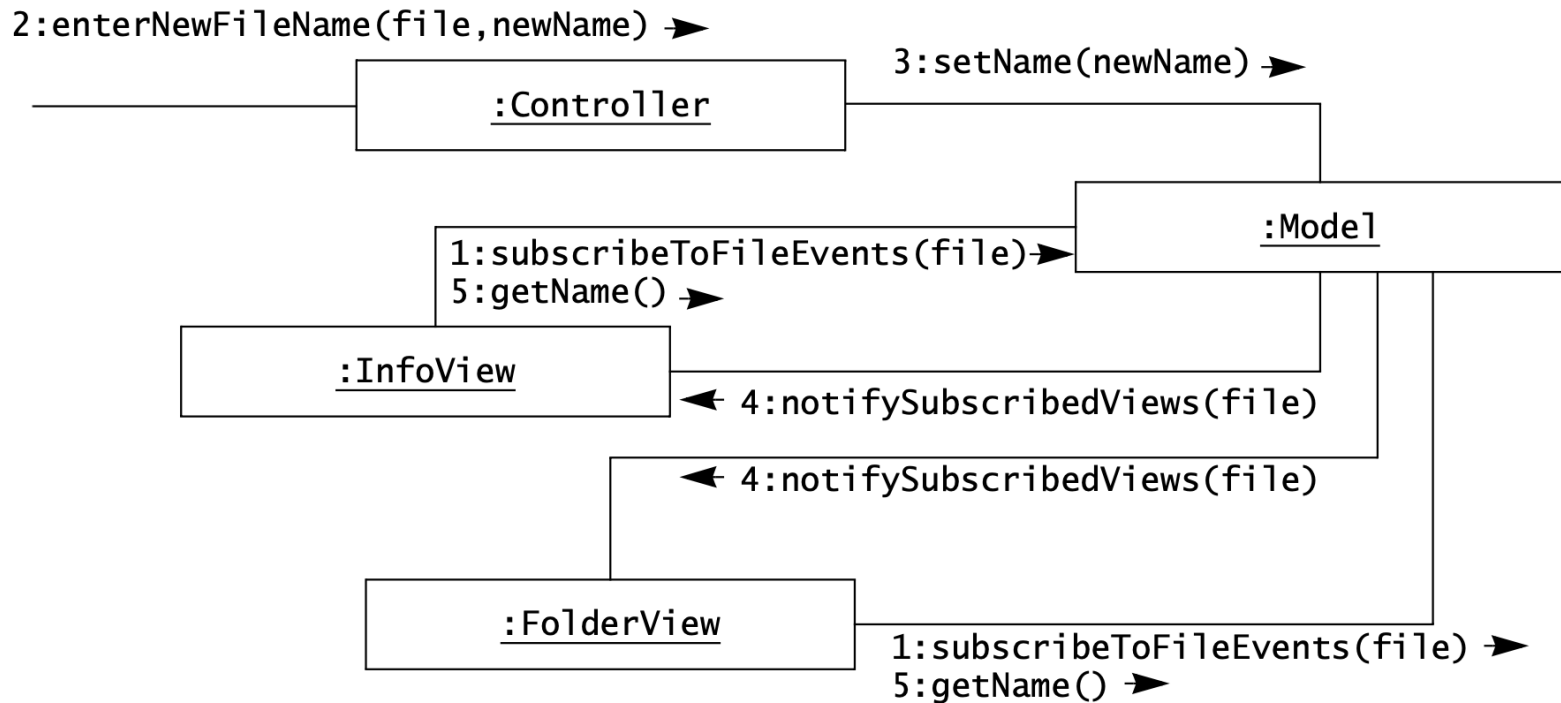 2:enterNewFileName(file,newName)
3:setName(newName)
:Controller
:Model
1:subscribeToFileEvents(file)
5:getName()
:InfoView
4:notifySubscribedViews(file)
4:notifySubscribedViews(file)
:FolderView
1:subscribeToFileEvents(file)
5:getName()